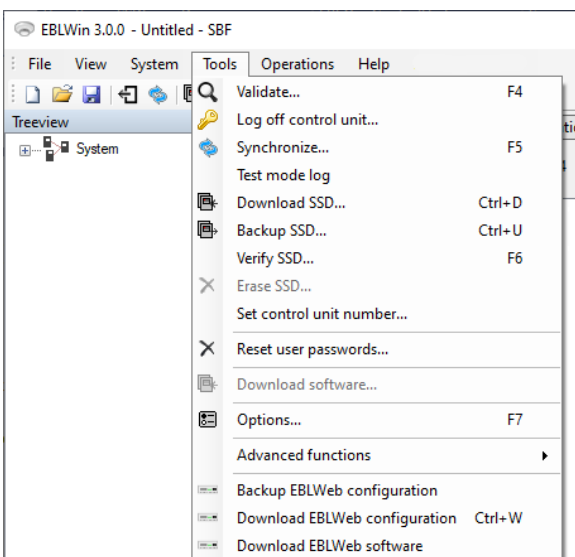 EBLWin 3.0.0 - Untitled - SBF
File View System Tools Operations Help
Treeview
System
Validate... F4
Log off control unit...
Synchronize... F5
Test mode log
Download SSD... Ctrl+D
Backup SSD... Ctrl+U
Verify SSD... F6
Erase SSD...
Set control unit number...
Reset user passwords...
Download software...
Options... F7
Advanced functions
Backup EBLWeb configuration
Download EBLWeb configuration Ctrl+W
Download EBLWeb software